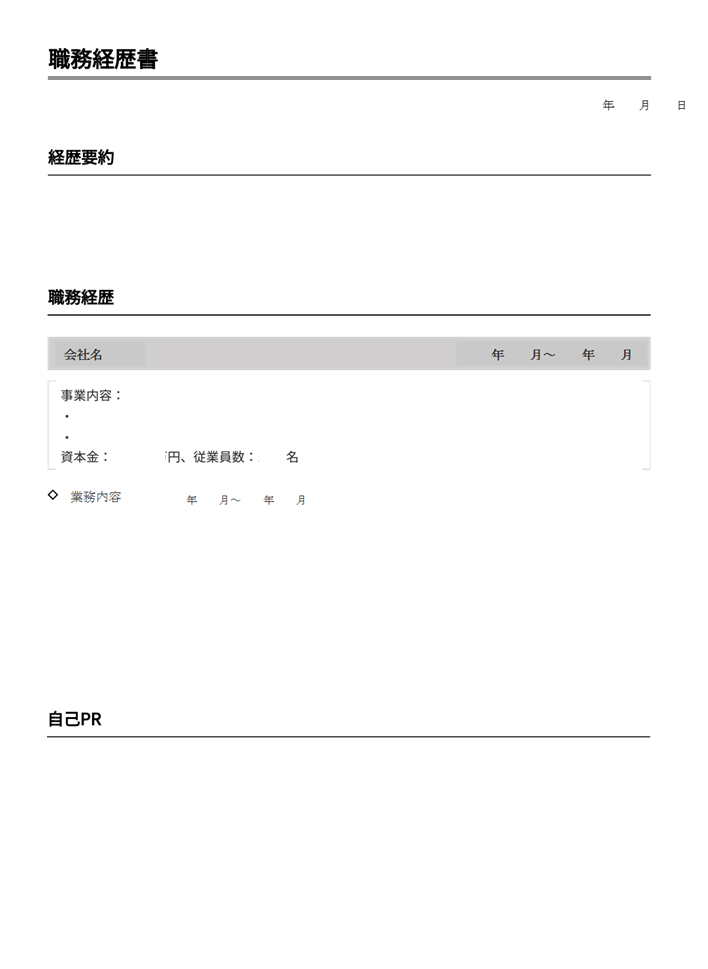 職務経歴書
年 月 日
経歴要約
職務経歴
会社名 年 月～ 年 月
事業内容：
・
・
資本金： 万円、従業員数： 名
◇ 業務内容 年 月～ 年 月
自己PR